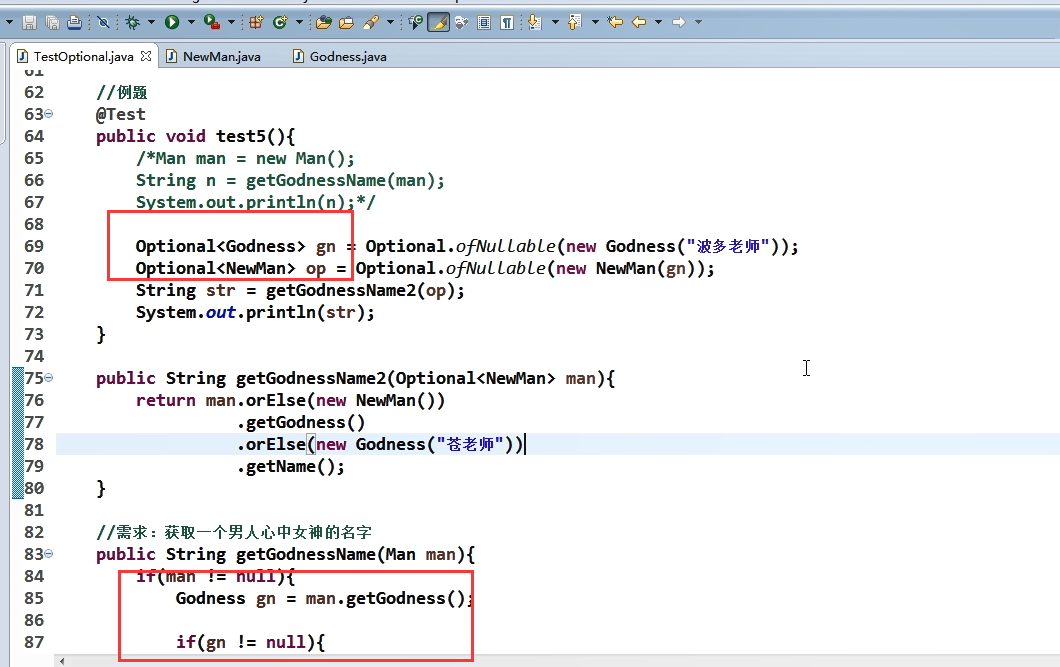 TestOptional.java NewMan.java Godness.java
61
62 //例题
63 @Test
64 public void test5(){
65 /*Man man = new Man();
66 String n = getGodnessName(man);
67 System.out.println(n);*/
68
69 Optional<Godness> gn = Optional.ofNullable(new Godness("波多老师"));
70 Optional<NewMan> op = Optional.ofNullable(new NewMan(gn));
71 String str = getGodnessName2(op);
72 System.out.println(str);
73 }
74
75 public String getGodnessName2(Optional<NewMan> man){
76 return man.orElse(new NewMan())
77 .getGodness()
78 .orElse(new Godness("苍老师"))
79 .getName();
80 }
81
82 //需求：获取一个男人心中女神的名字
83 public String getGodnessName(Man man){
84 if(man != null){
85 Godness gn = man.getGodness();
86
87 if(gn != null){